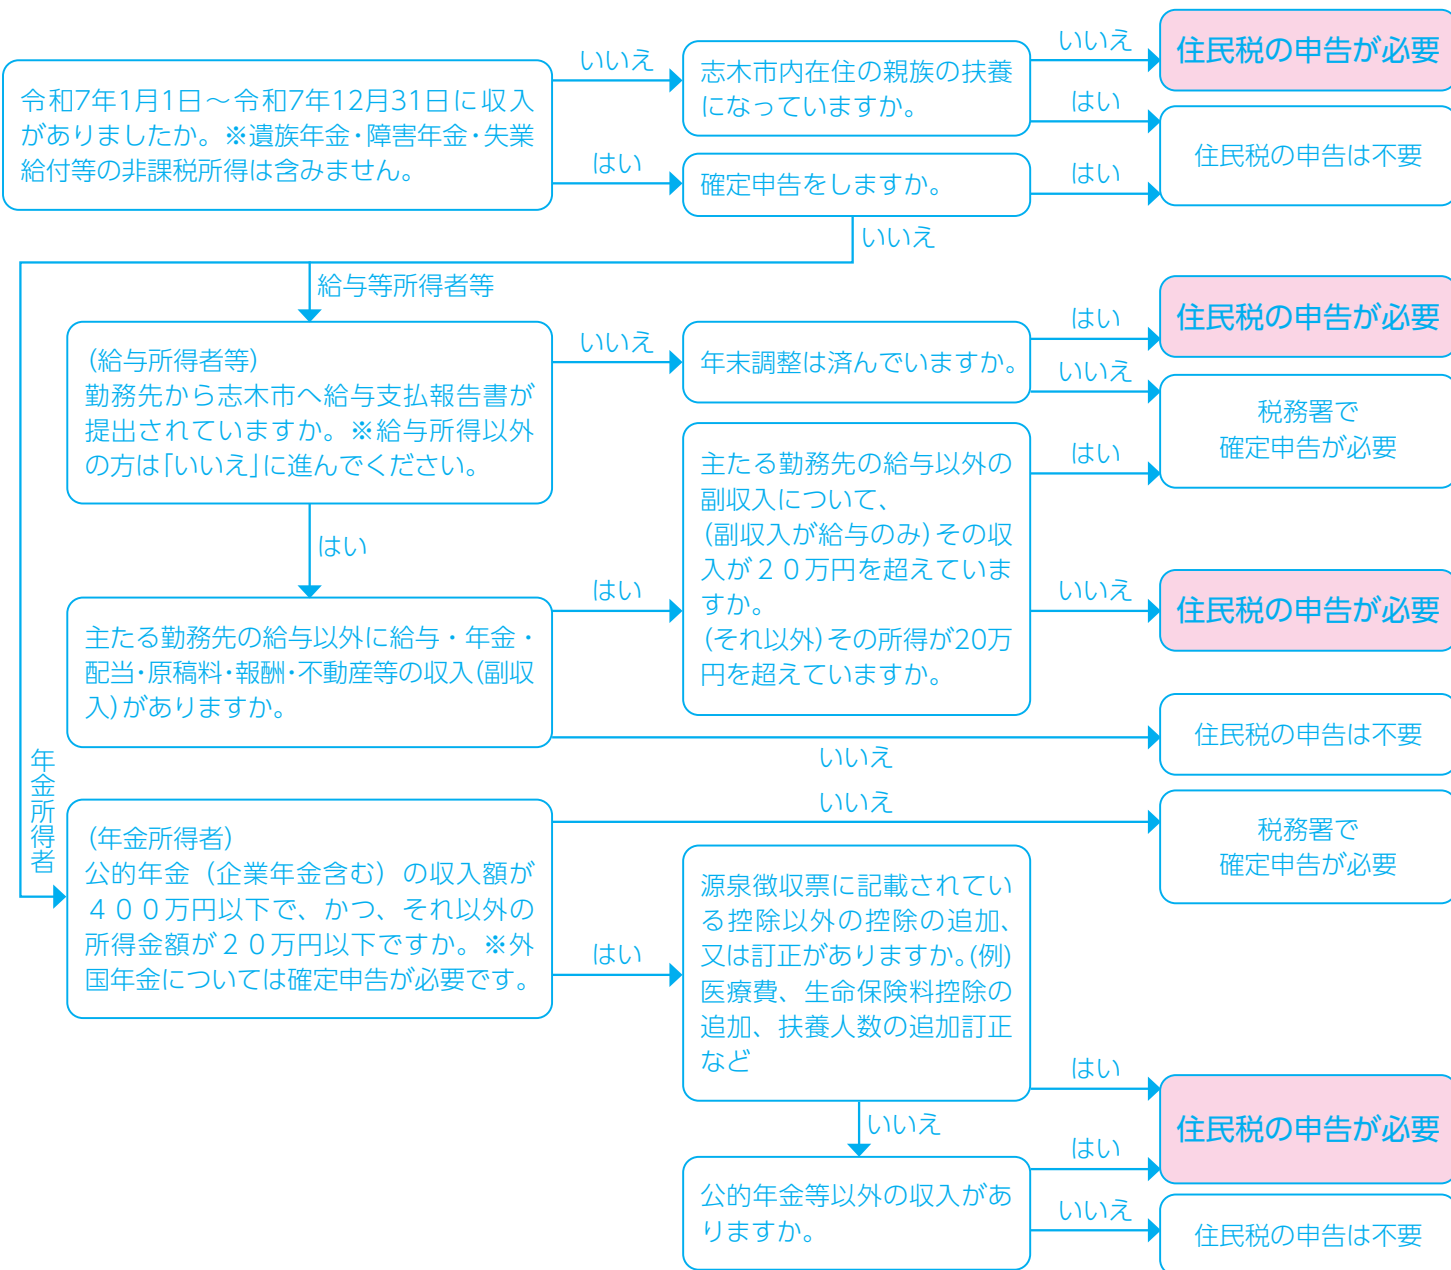 いいえ
住民税の申告が必要
令和7年1月1日～令和7年12月31日に収入
がありましたか。※遺族年金・障害年金・失業
給付等の非課税所得は含みません。
志木市内在住の親族の扶養
になっていますか。
はい
住民税の申告は不要
はい
確定申告をしますか。
はい
いいえ
給与等所得者等
(給与所得者等)
勤務先から志木市へ給与支払報告書が
提出されていますか。※給与所得以外
の方は「いいえ」に進んでください。
いいえ
年末調整は済んでいますか。
はい
住民税の申告が必要
いいえ
税務署で
確定申告が必要
はい
主たる勤務先の給与以外に給与・年金・
配当・原稿料・報酬・不動産等の収入(副収
入)がありますか。
はい
主たる勤務先の給与以外の
副収入について、
(副収入が給与のみ)その収
入が２０万円を超えていま
すか。
(それ以外)その所得が20万
円を超えていますか。
はい
いいえ
住民税の申告が必要
いいえ
住民税の申告は不要
年金所得者
(年金所得者)
公的年金（企業年金含む）の収入額が
４００万円以下で、かつ、それ以外の
所得金額が２０万円以下ですか。※外
国年金については確定申告が必要です。
いいえ
税務署で
確定申告が必要
はい
源泉徴収票に記載されてい
る控除以外の控除の追加、
又は訂正がありますか。(例)
医療費、生命保険料控除の
追加、扶養人数の追加訂正
など
はい
住民税の申告が必要
いいえ
公的年金等以外の収入があ
りますか。
はい
いいえ
住民税の申告は不要
いいえ